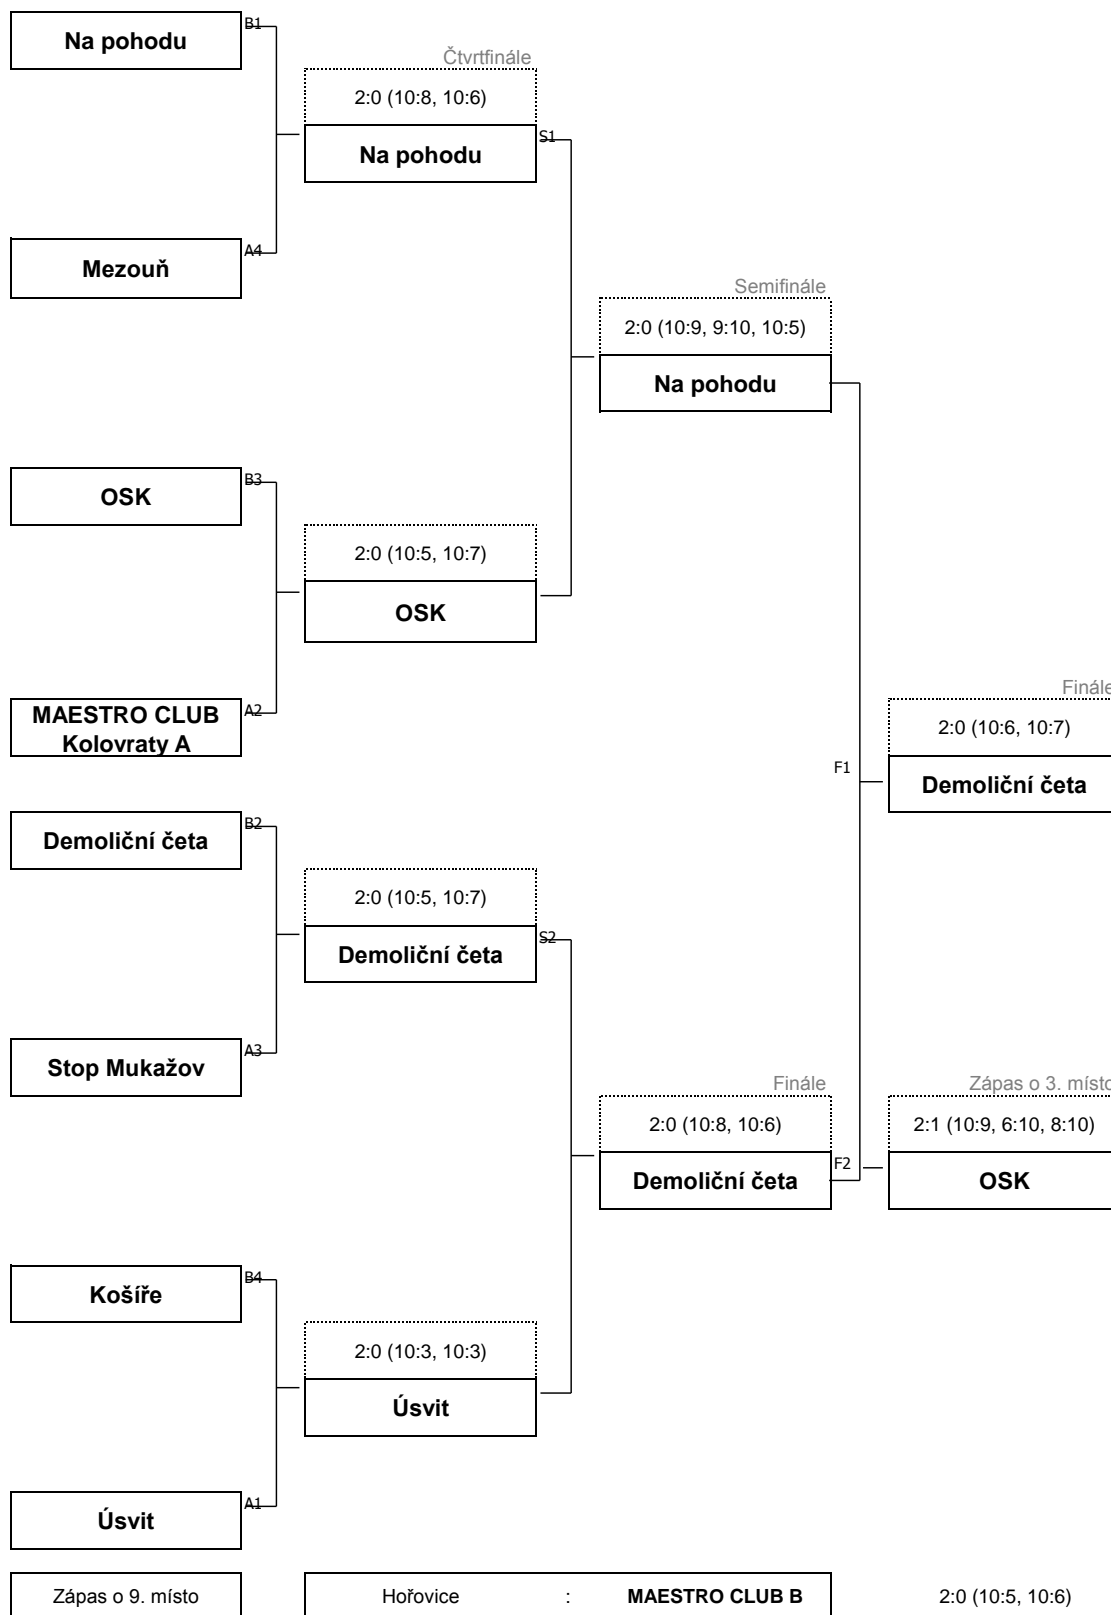 Na pohodu
B1
Čtvrtfinále
2:0 (10:8, 10:6)
Na pohodu
S1
Mezouň
A4
Semifinále
2:0 (10:9, 9:10, 10:5)
Na pohodu
OSK
B3
2:0 (10:5, 10:7)
OSK
MAESTRO CLUB
Kolovraty A
A2
Finále
2:0 (10:6, 10:7)
F1
Demoliční četa
Demoliční četa
B2
2:0 (10:5, 10:7)
Demoliční četa
S2
Stop Mukažov
A3
Finále
Zápas o 3. místo
2:0 (10:8, 10:6)
2:1 (10:9, 6:10, 8:10)
Demoliční četa
F2
OSK
Košíře
B4
2:0 (10:3, 10:3)
Úsvit
Úsvit
A1
Zápas o 9. místo
Hořovice : MAESTRO CLUB B
2:0 (10:5, 10:6)